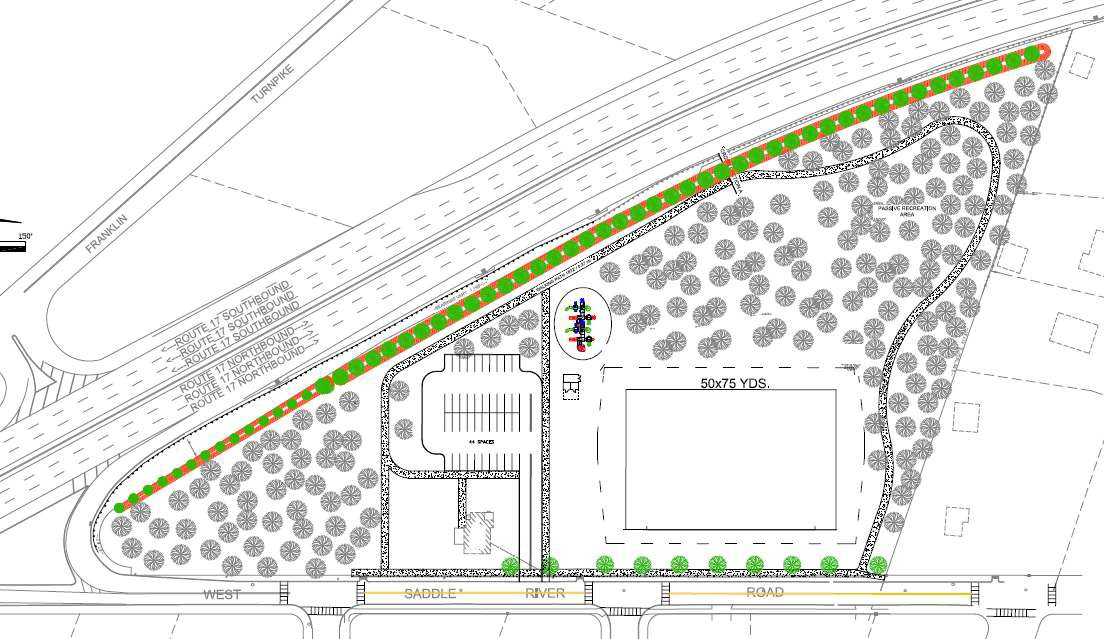 FRANKLIN
TURNPIKE
150'
ROUTE 17 SOUTHBOUND
ROUTE 17 SOUTHBOUND
ROUTE 17 SOUTHBOUND
ROUTE 17 NORTHBOUND
ROUTE 17 NORTHBOUND
ROUTE 17 NORTHBOUND
PASSIVE RECREATION
AREA
50x75 YDS.
44 SPACES
WEST SADDLE RIVER ROAD